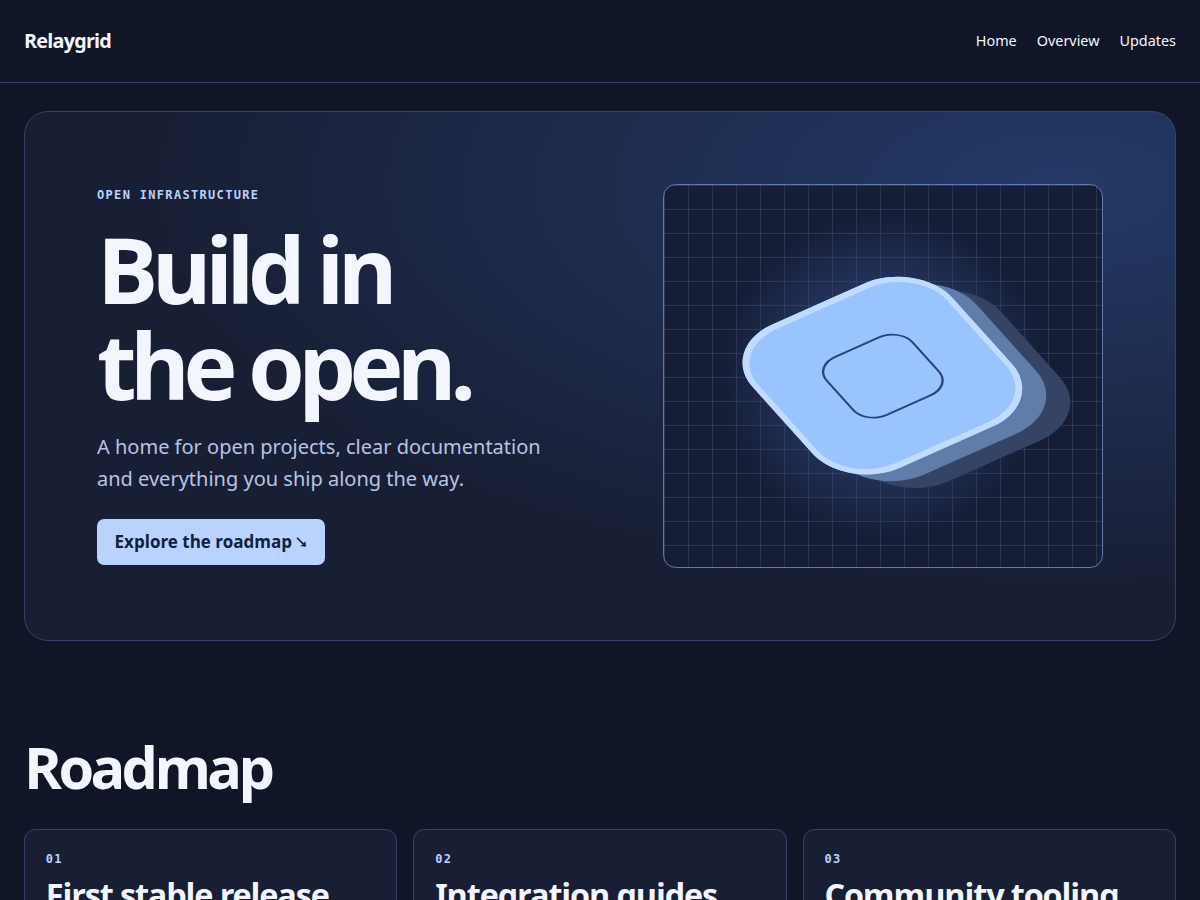 Relaygrid
Home Overview Updates
OPEN INFRASTRUCTURE
Build in
the open.
A home for open projects, clear documentation
and everything you ship along the way.
Explore the roadmap ↘
Roadmap
01
First stable release
02
Integration guides
03
Community tooling